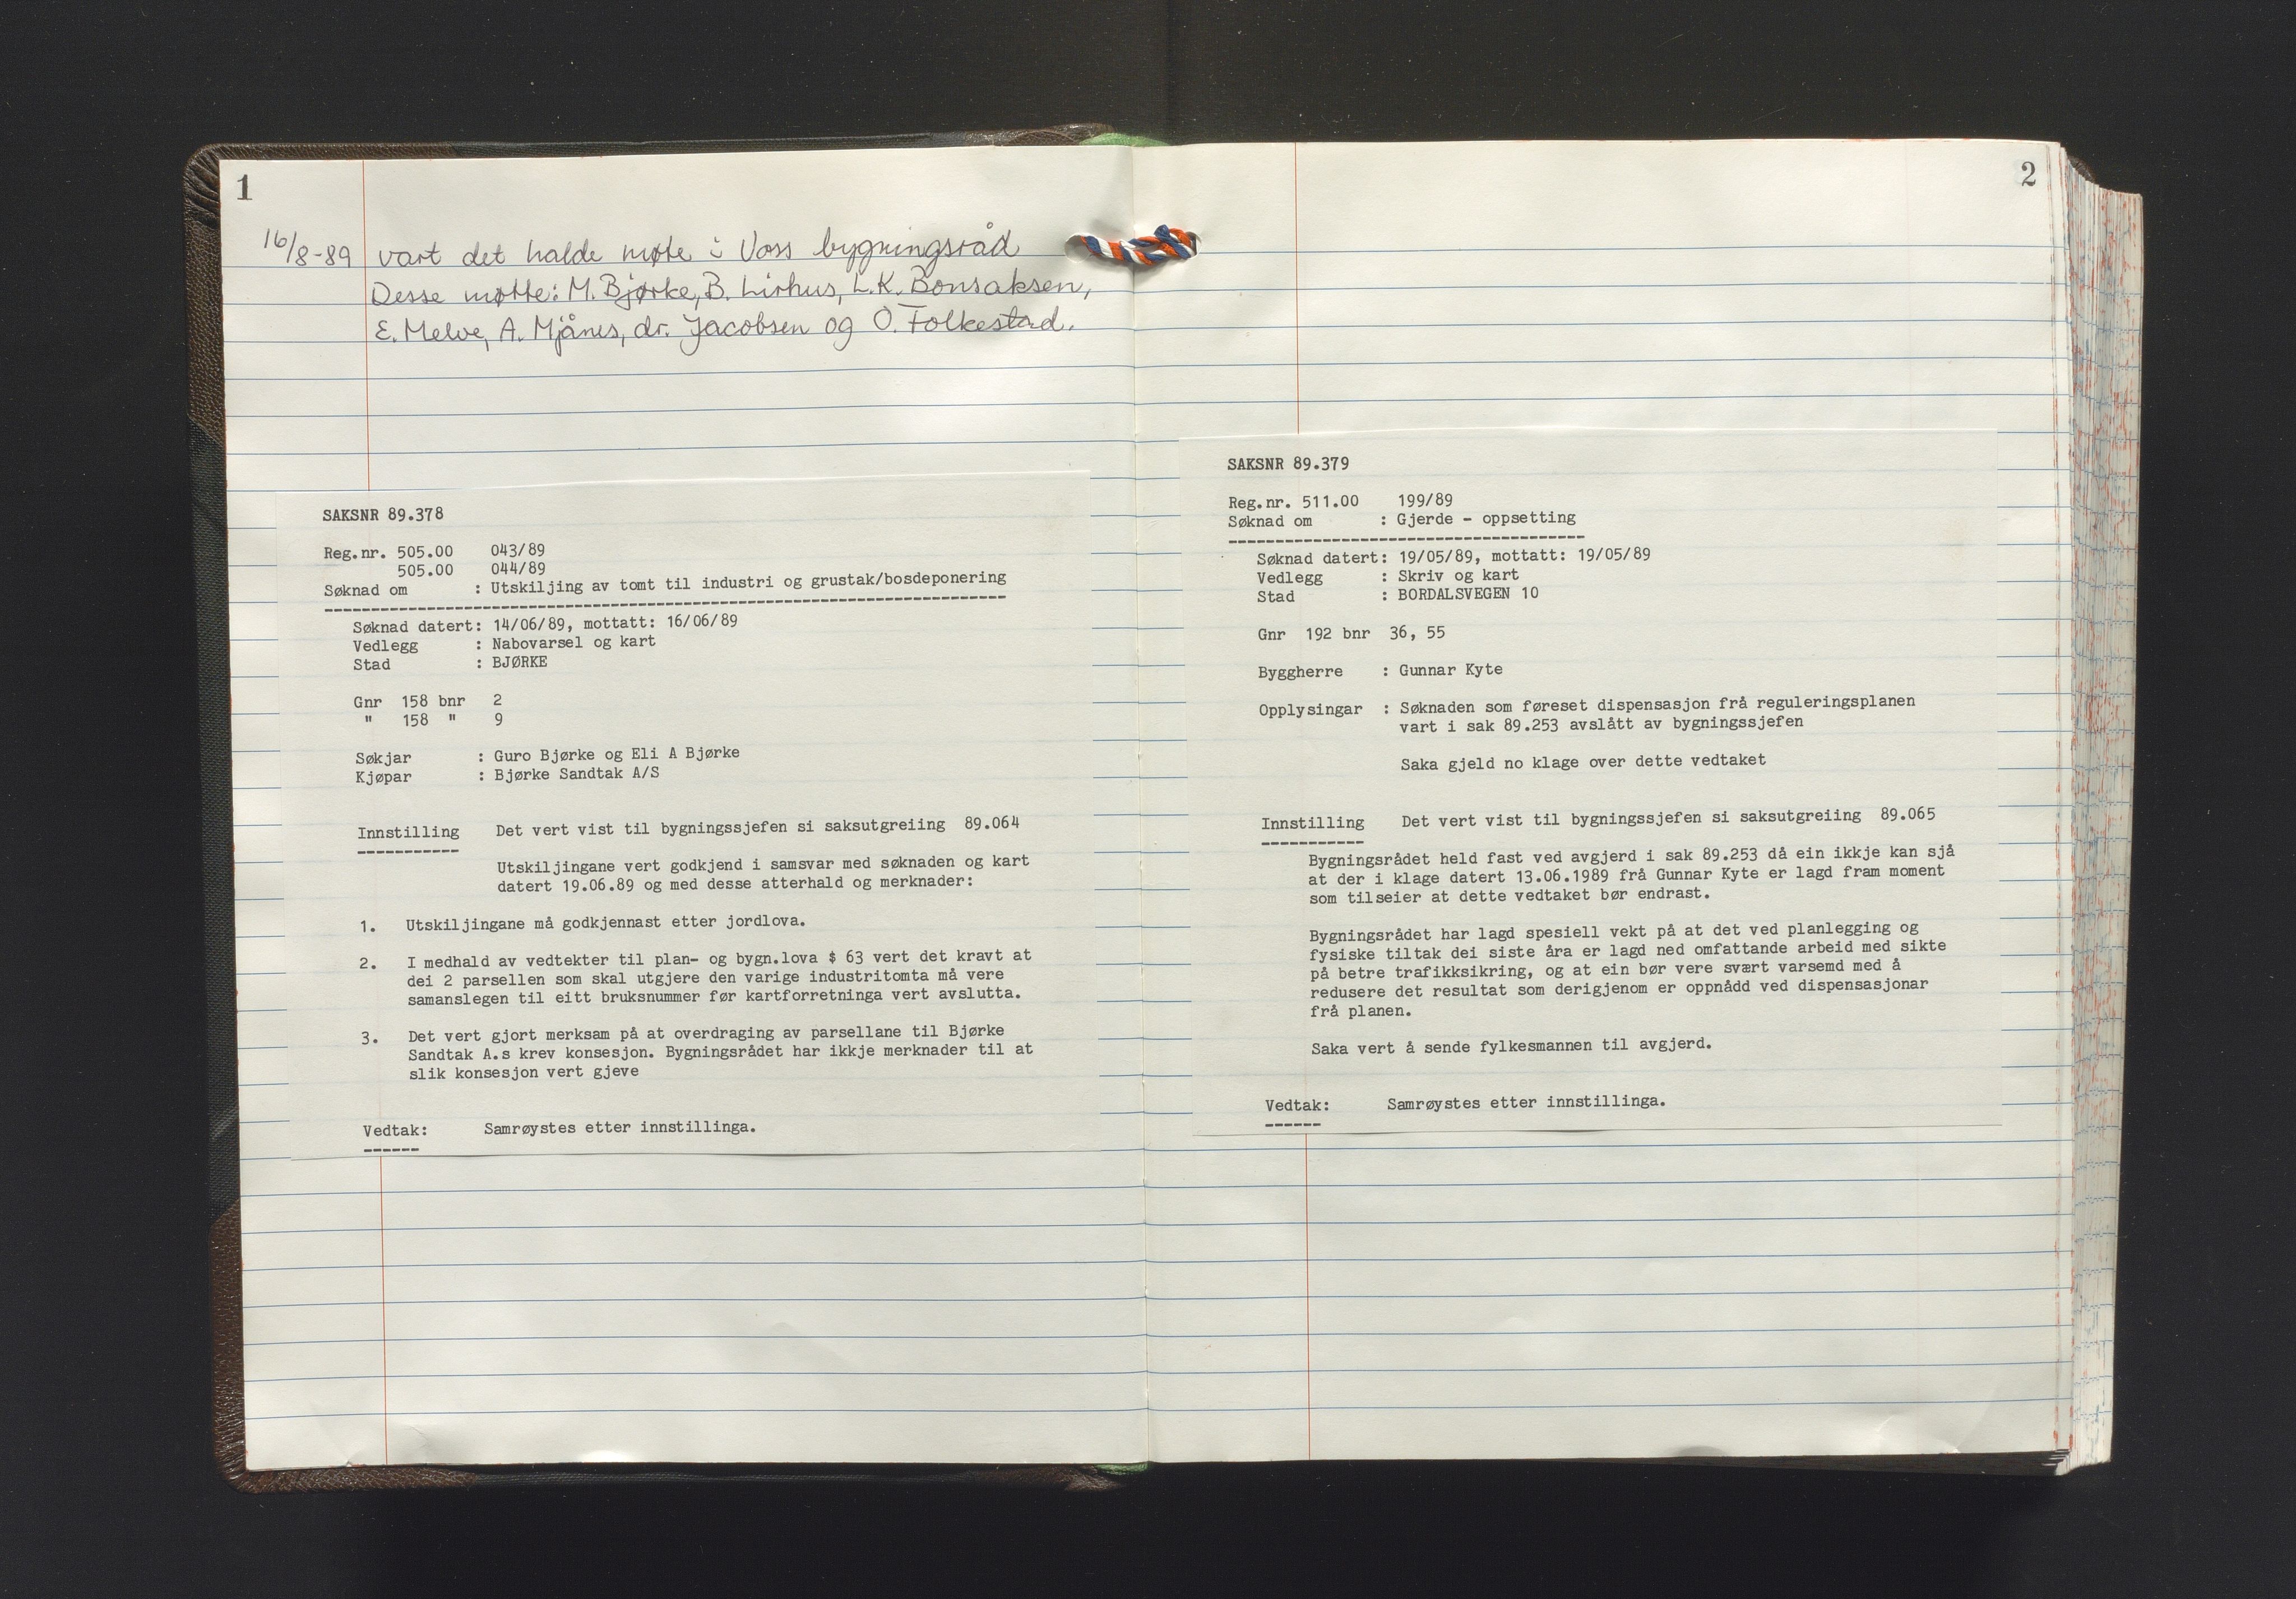 1
16/8-89 vart det halde møte i Voss bygningsråd
Desse møtte: M. Bjørke, B. Lirhus, L.K. Bonsaksen,
E. Melve, A. Mjånes, dr. Jacobsen og O. Folkestad.
SAKSNR 89.378
Reg.nr. 505.00 043/89
505.00 044/89
Søknad om : Utskiljing av tomt til industri og grustak/bosdeponering
Søknad datert: 14/06/89, mottatt: 16/06/89
Vedlegg : Nabovarsel og kart
Stad : BJØRKE
Gnr 158 bnr 2
" 158 " 9
Søkjar : Guro Bjørke og Eli A Bjørke
Kjøpar : Bjørke Sandtak A/S
Innstilling Det vert vist til bygningssjefen si saksutgreiing 89.064
Utskiljingane vert godkjend i samsvar med søknaden og kart
datert 19.06.89 og med desse atterhald og merknader:
1. Utskiljingane må godkjennast etter jordlova.
2. I medhald av vedtekter til plan- og bygn.lova $ 63 vert det kravt at
dei 2 parsellen som skal utgjere den varige industritomta må vere
samanslegen til eitt bruksnummer før kartforretninga vert avslutta.
3. Det vert gjort merksam på at overdraging av parsellane til Bjørke
Sandtak A.s krev konsesjon. Bygningsrådet har ikkje merknader til at
slik konsesjon vert gjeve
Vedtak: Samrøystes etter innstillinga.
2
SAKSNR 89.379
Reg.nr. 511.00 199/89
Søknad om : Gjerde - oppsetting
Søknad datert: 19/05/89, mottatt: 19/05/89
Vedlegg : Skriv og kart
Stad : BORDALSVEGEN 10
Gnr 192 bnr 36, 55
Byggherre : Gunnar Kyte
Opplysingar : Søknaden som føreset dispensasjon frå reguleringsplanen
vart i sak 89.253 avslått av bygningssjefen
Saka gjeld no klage over dette vedtaket
Innstilling Det vert vist til bygningssjefen si saksutgreiing 89.065
Bygningsrådet held fast ved avgjerd i sak 89.253 då ein ikkje kan sjå
at der i klage datert 13.06.1989 frå Gunnar Kyte er lagd fram moment
som tilseier at dette vedtaket bør endrast.
Bygningsrådet har lagd spesiell vekt på at det ved planlegging og
fysiske tiltak dei siste åra er lagd ned omfattande arbeid med sikte
på betre trafikksikring, og at ein bør vere svært varsemd med å
redusere det resultat som derigjenom er oppnådd ved dispensasjonar
frå planen.
Saka vert å sende fylkesmannen til avgjerd.
Vedtak: Samrøystes etter innstillinga.